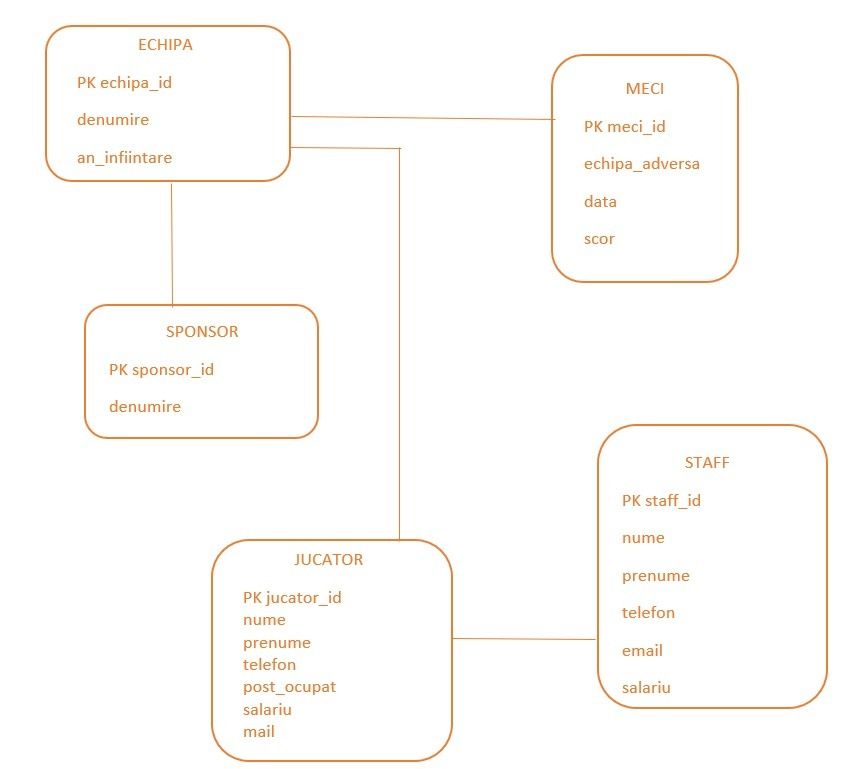 ECHIPA
PK echipa_id
denumire
an_infiintare
MECI
PK meci_id
echipa_adversa
data
scor
SPONSOR
PK sponsor_id
denumire
STAFF
PK staff_id
nume
prenume
telefon
email
salariu
JUCATOR
PK jucator_id
nume
prenume
telefon
post_ocupat
salariu
mail